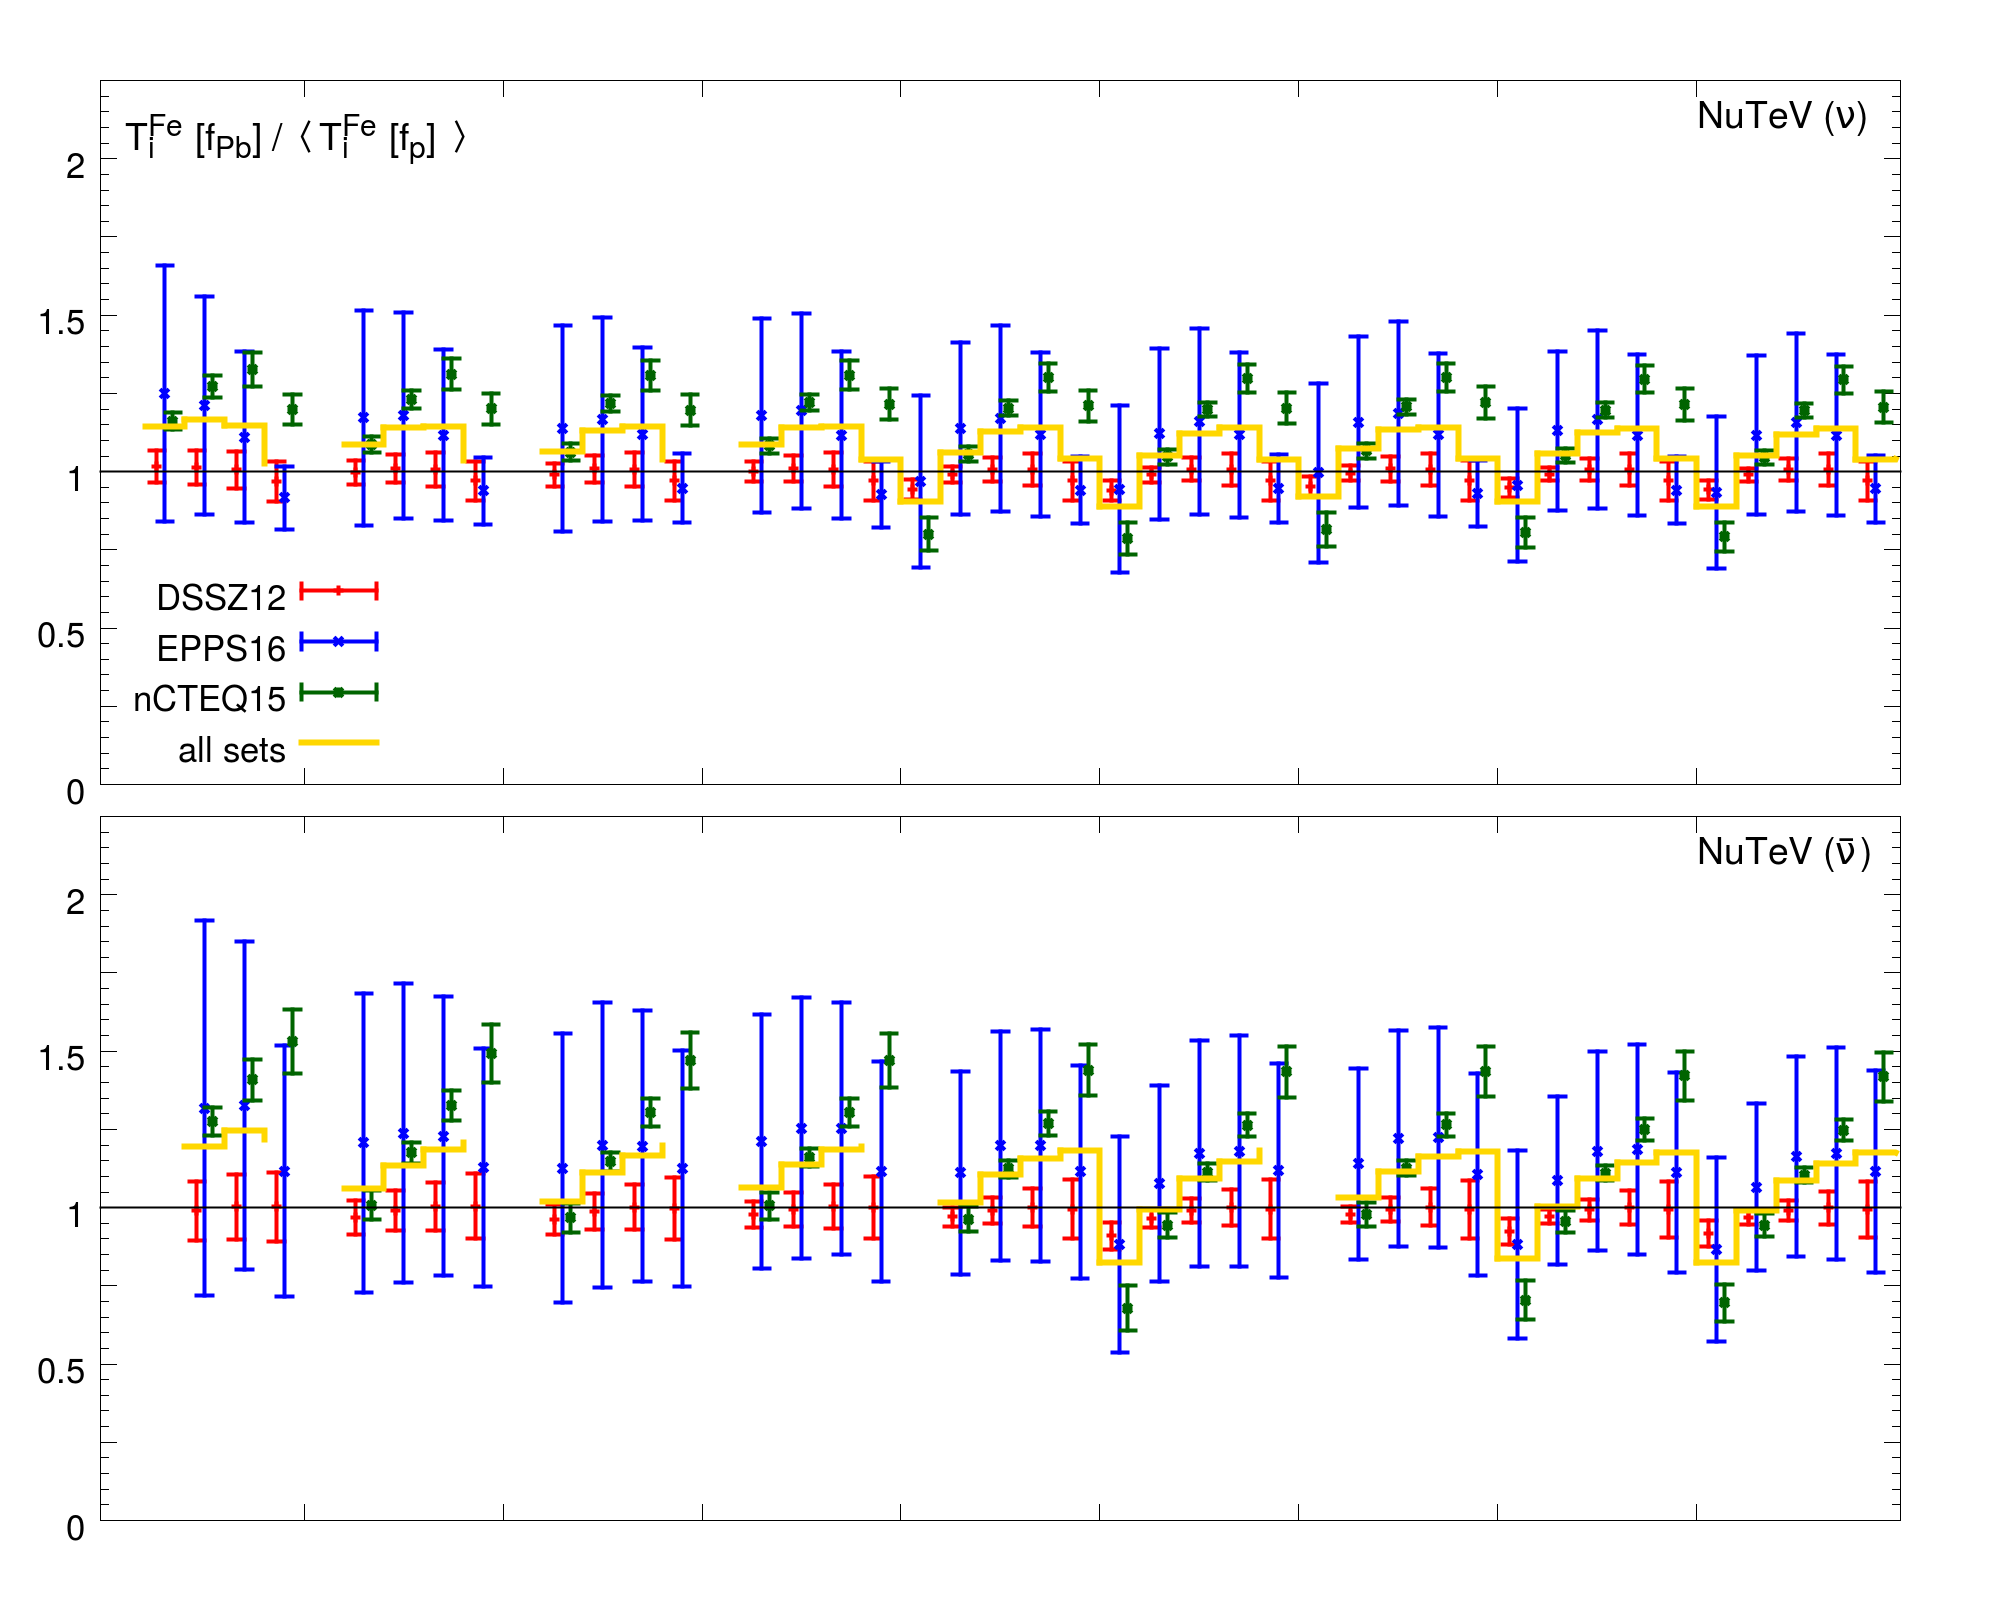 T_i^Fe [f_Pb] / ⟨ T_i^Fe [f_p] ⟩
NuTeV (ν)
2
1.5
1
0.5
0
DSSZ12
EPPS16
nCTEQ15
all sets
NuTeV (ν̄)
2
1.5
1
0.5
0